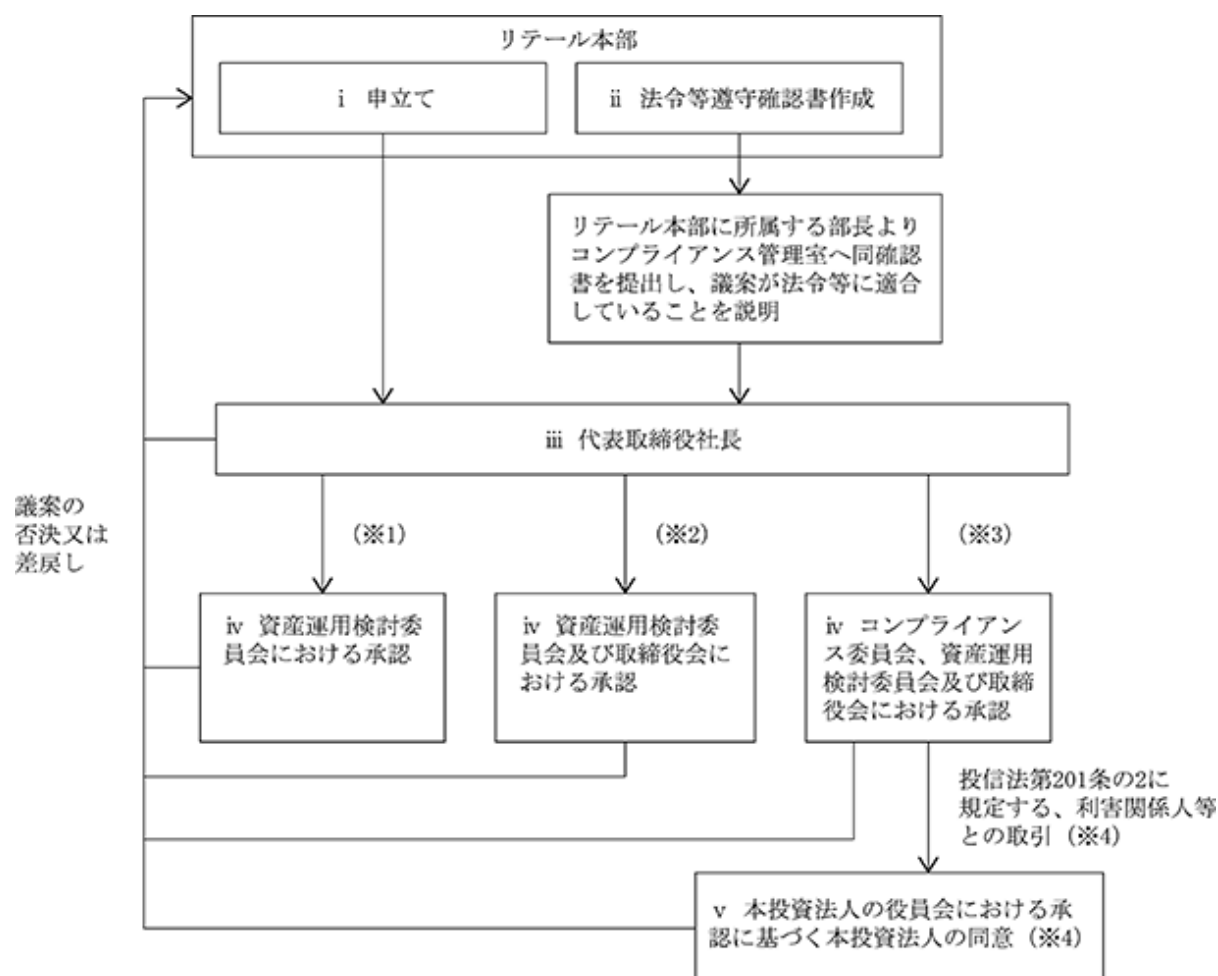 リテール本部
ⅰ 申立て
ⅱ 法令等遵守確認書作成
リテール本部に所属する部長より
コンプライアンス管理室へ同確認
書を提出し、議案が法令等に適合
していることを説明
ⅲ 代表取締役社長
議案の
否決又は
差戻し
(※1)
(※2)
(※3)
ⅳ 資産運用検討委
員会における承認
ⅳ 資産運用検討委
員会及び取締役会に
おける承認
ⅳ コンプライアン
ス委員会、資産運用
検討委員会及び取締
役会における承認
投信法第201条の2に
規定する、利害関係人等
との取引（※4）
ⅴ 本投資法人の役員会における承
認に基づく本投資法人の同意（※4）